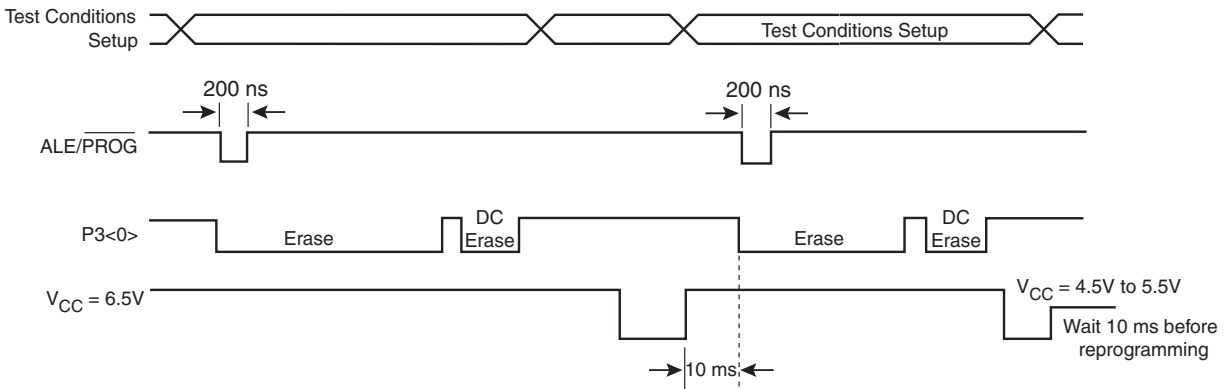 Test Conditions
Setup
Test Conditions Setup
200 ns
200 ns
ALE/PROG
P3<0>
Erase
DC
Erase
Erase
DC
Erase
VCC = 6.5V
VCC = 4.5V to 5.5V
Wait 10 ms before
reprogramming
10 ms